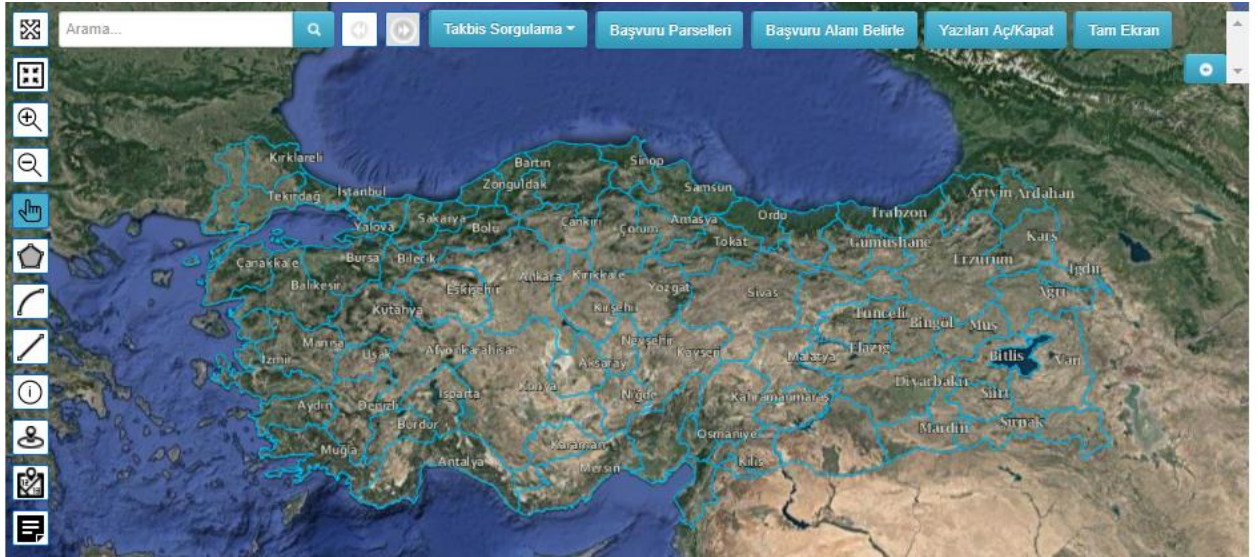 Arama...
Takbis Sorgulama
Başvuru Parselleri
Başvuru Alanı Belirle
Yazıları Aç/Kapat
Tam Ekran
Kırklareli
Bartın
Sinop
Tekirdağ
İstanbul
Zonguldak
Samsun
Artvin
Ardahan
Yalova
Sakarya
Bolu
Çankırı
Çorum
Amasya
Ordu
Trabzon
Çanakkale
Bursa
Bilecik
Tokat
Gümüşhane
Kars
Balıkesir
Eskişehir
Ankara
Kırıkkale
Yozgat
Sivas
Erzurum
Iğdır
Ağrı
Kütahya
Kırşehir
Tunceli
Bingöl
Muş
Manisa
Uşak
Afyonkarahisar
Nevşehir
Kayseri
Malatya
Elazığ
Bitlis
Van
İzmir
Aksaray
Aydın
Denizli
Isparta
Konya
Niğde
Kahramanmaraş
Diyarbakır
Siirt
Muğla
Burdur
Karaman
Osmaniye
Mardin
Şırnak
Antalya
Mersin
Kilis